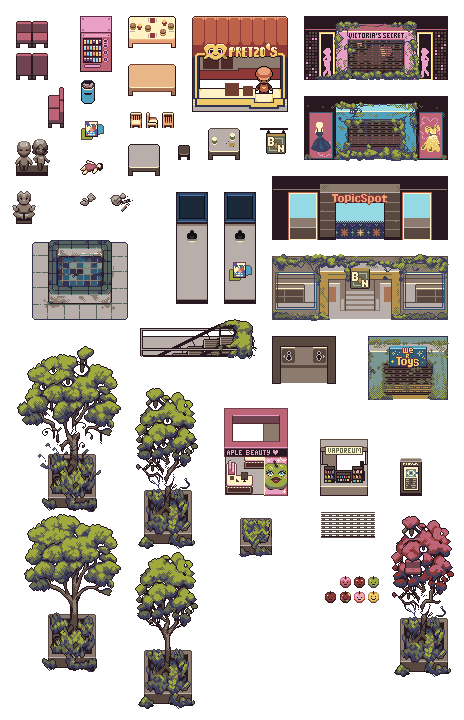 PRETZO'S
VICTORIA'S SECRET
B
N
ToPicSpot
B
N
We
Toys
APLE BEAUTY ♥
VAPOREUM